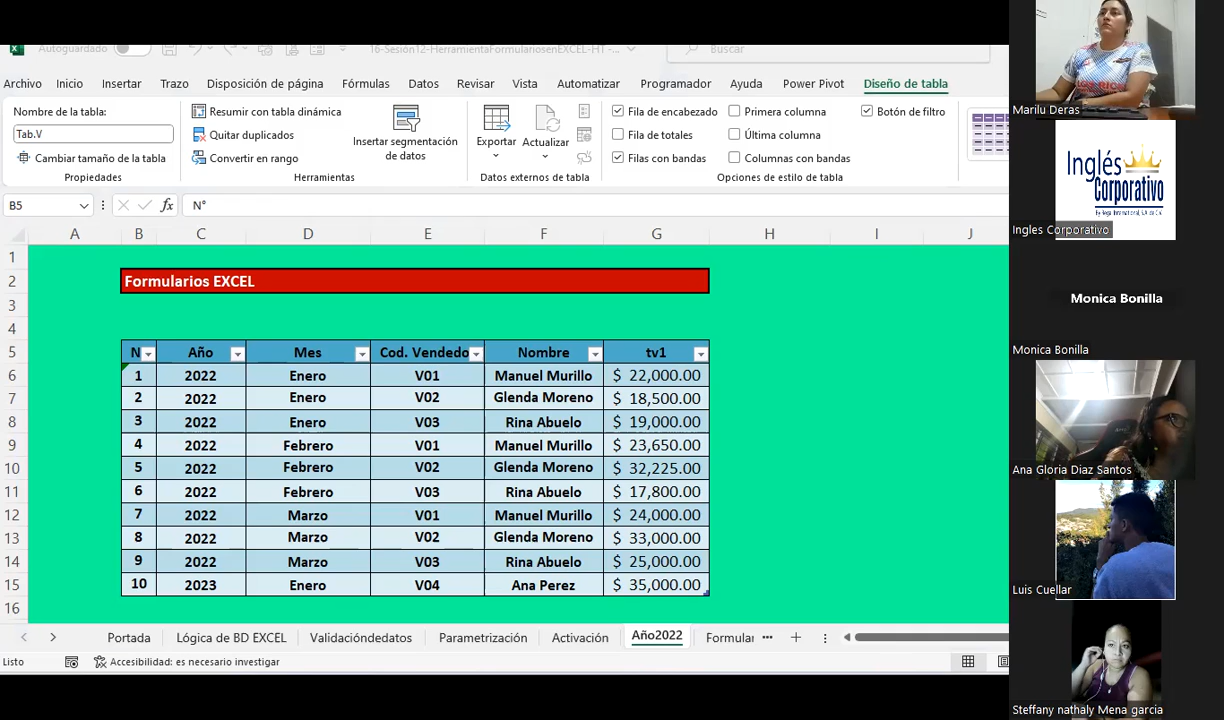 Autoguardado
16-Sesión12-HerramientaFormulariosenEXCEL-HT
Buscar
Archivo Inicio Insertar Trazo Disposición de página Fórmulas Datos Revisar Vista Automatizar Programador Ayuda Power Pivot Diseño de tabla
Nombre de la tabla:
Tab.V
Cambiar tamaño de la tabla
Propiedades
Resumir con tabla dinámica
Quitar duplicados
Convertir en rango
Herramientas
Insertar segmentación
de datos
Exportar
Actualizar
Datos externos de tabla
Fila de encabezado
Fila de totales
Filas con bandas
Primera columna
Última columna
Columnas con bandas
Botón de filtro
Opciones de estilo de tabla
B5 fx N°
A B C D E F G H I J
1
2 Formularios EXCEL
3
4
5 N Año Mes Cod. Vendedo Nombre tv1
6 1 2022 Enero V01 Manuel Murillo $ 22,000.00
7 2 2022 Enero V02 Glenda Moreno $ 18,500.00
8 3 2022 Enero V03 Rina Abuelo $ 19,000.00
9 4 2022 Febrero V01 Manuel Murillo $ 23,650.00
10 5 2022 Febrero V02 Glenda Moreno $ 32,225.00
11 6 2022 Febrero V03 Rina Abuelo $ 17,800.00
12 7 2022 Marzo V01 Manuel Murillo $ 24,000.00
13 8 2022 Marzo V02 Glenda Moreno $ 33,000.00
14 9 2022 Marzo V03 Rina Abuelo $ 25,000.00
15 10 2023 Enero V04 Ana Perez $ 35,000.00
16
Portada Lógica de BD EXCEL Validacióndedatos Parametrización Activación Año2022 Formular
Listo Accesibilidad: es necesario investigar
Marilu Deras
Inglés
Corporativo
Ingles Corporativo
Monica Bonilla
Monica Bonilla
Ana Gloria Diaz Santos
Luis Cuellar
Steffany nathaly Mena garcia